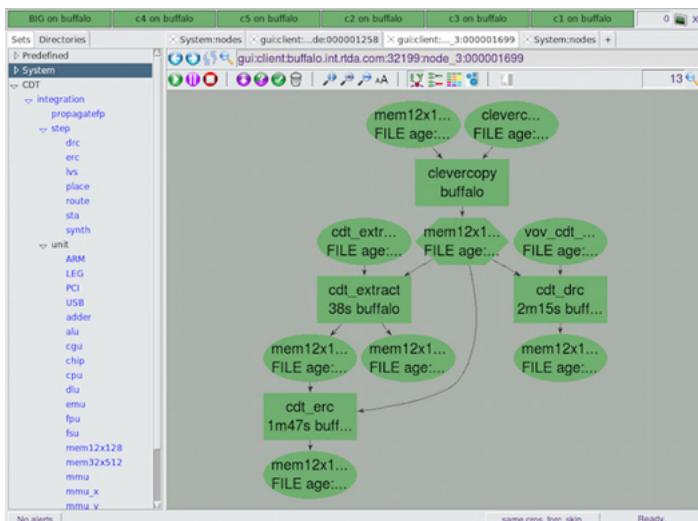 BIG on buffalo c4 on buffalo c5 on buffalo c2 on buffalo c3 on buffalo c1 on buffalo 0 X
Sets Directories
System:nodes gui:client:...de:000001258 gui:client:..._3:000001699 System:nodes +
Predefined
gui:client:buffalo.int.rtda.com:32199:node_3:000001699
System
13
CDT
integration
propagatefp
step
drc
erc
lvs
place
route
sta
synth
unit
ARM
LEG
PCI
USB
adder
alu
cgu
chip
cpu
dlu
emu
fpu
fsu
mem12x128
mem32x512
mmu
mmu_x
mmu_y
mem12x1...
FILE age:...
cleverc...
FILE age:...
clevercopy
buffalo
cdt_extr...
FILE age:...
mem12x1...
FILE age:...
vov_cdt_...
FILE age:...
cdt_extract
38s buffalo
cdt_drc
2m15s buff...
mem12x1...
FILE age:...
mem12x1...
FILE age:...
mem12x1...
FILE age:...
cdt_erc
1m47s buff...
mem12x1...
FILE age:...
No alerts
Ready.